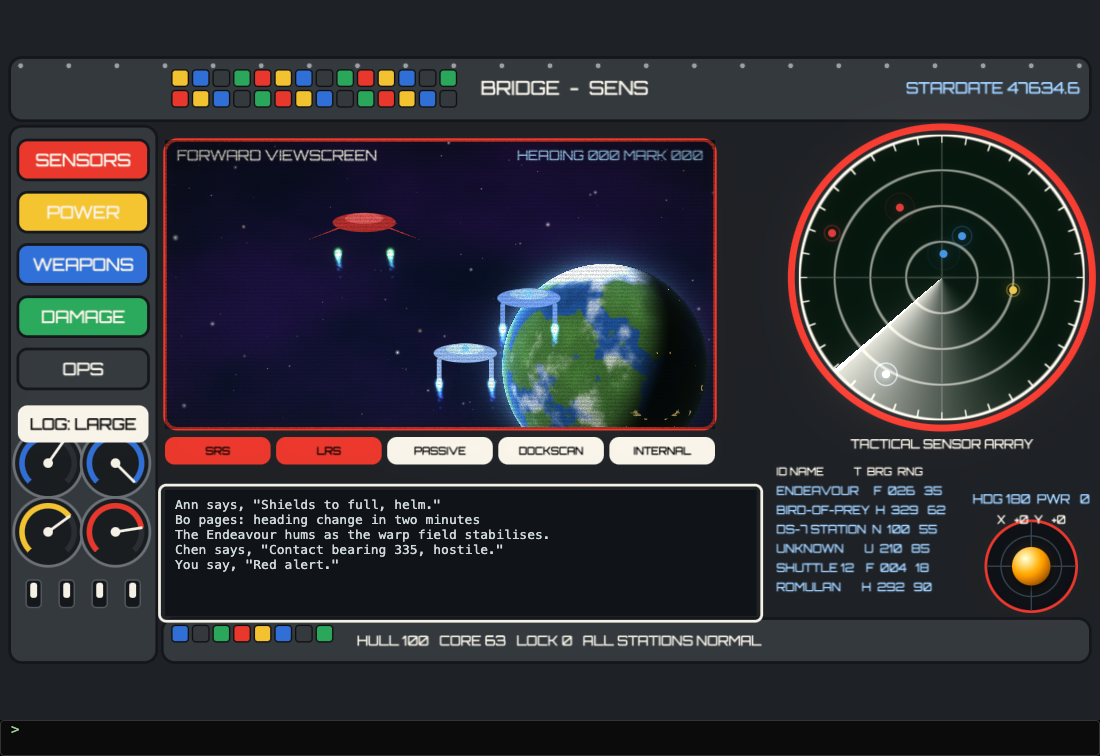 BRIDGE - SENS
STARDATE 47634.6
SENSORS
POWER
WEAPONS
DAMAGE
OPS
LOG: LARGE
FORWARD VIEWSCREEN
HEADING 000 MARK 000
SRS
LRS
PASSIVE
DOCKSCAN
INTERNAL
Ann says, "Shields to full, helm."
Bo pages: heading change in two minutes
The Endeavour hums as the warp field stabilises.
Chen says, "Contact bearing 335, hostile."
You say, "Red alert."
TACTICAL SENSOR ARRAY
ID NAME T BRG RNG
ENDEAVOUR F 026 35
BIRD-OF-PREY H 329 62
DS-7 STATION N 100 55
UNKNOWN U 210 85
SHUTTLE 12 F 004 18
ROMULAN H 292 90
HDG 180 PWR 0
X +0 Y +0
HULL 100 CORE 63 LOCK 0 ALL STATIONS NORMAL
>